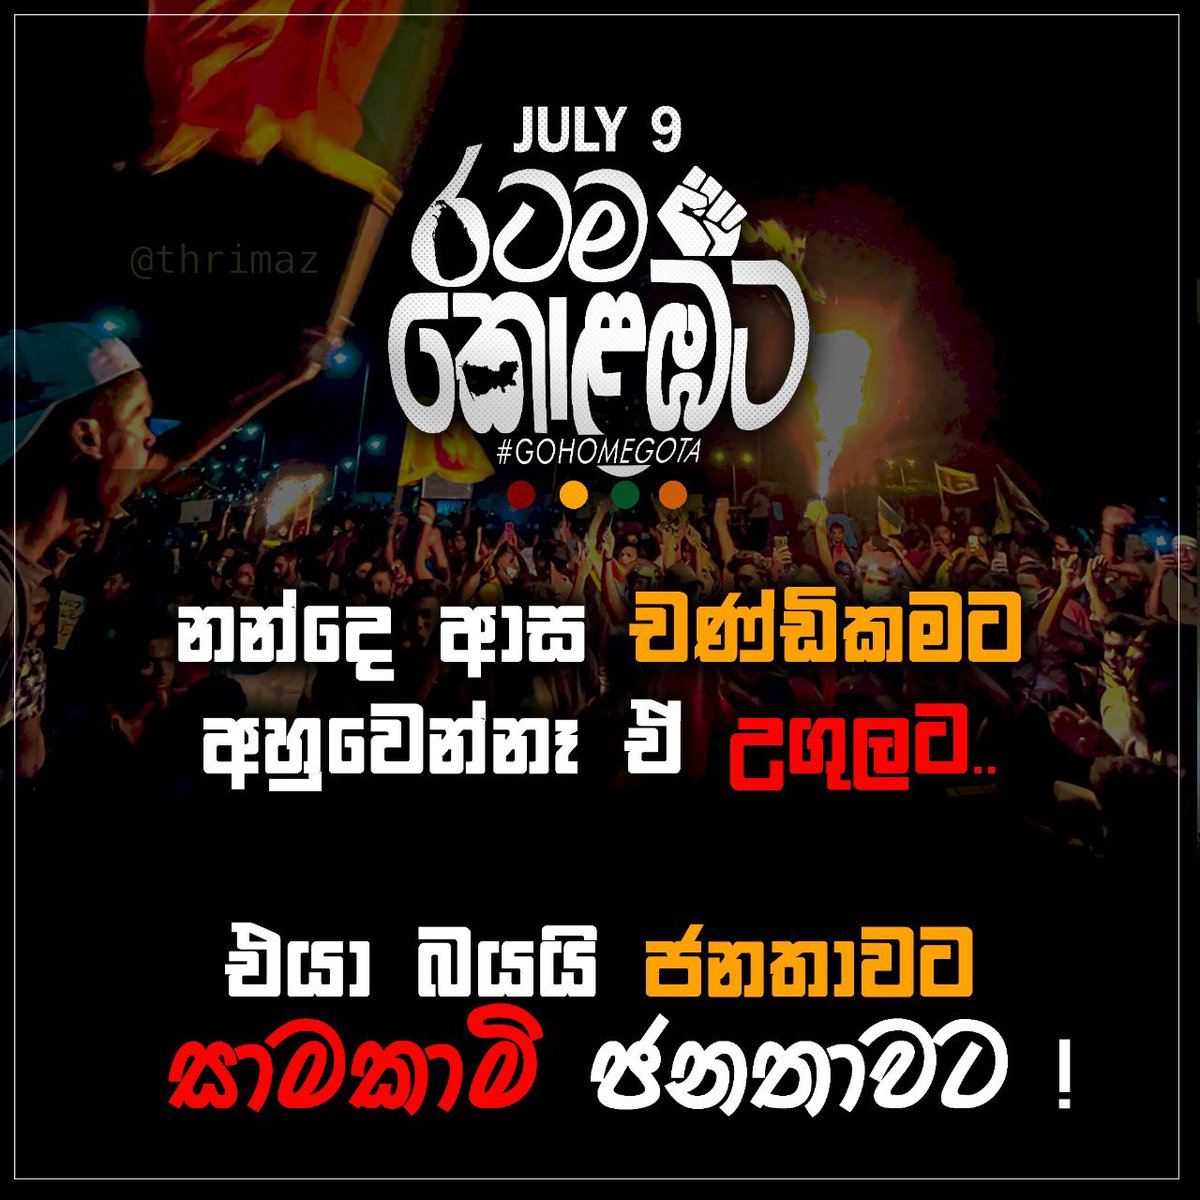 JULY 9
රටම
කොළඹට
#GOHOMEGOTA
@thrimaz
නන්දෙ ආස චණ්ඩිකමට
අහුවෙන්නෑ ඒ උගුලට..
එයා බයයි ජනතාවට
සාමකාමි ජනතාවට !